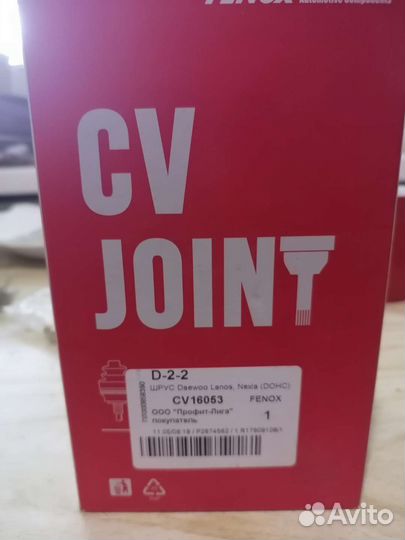 FENOX Automotive Components
CV
JOINT
D-2-2
ШРУС Daewoo Lanos, Nexia (DOHC)
CV16053 FENOX
ООО "Профит-Лига" 1
покупатель
Avito